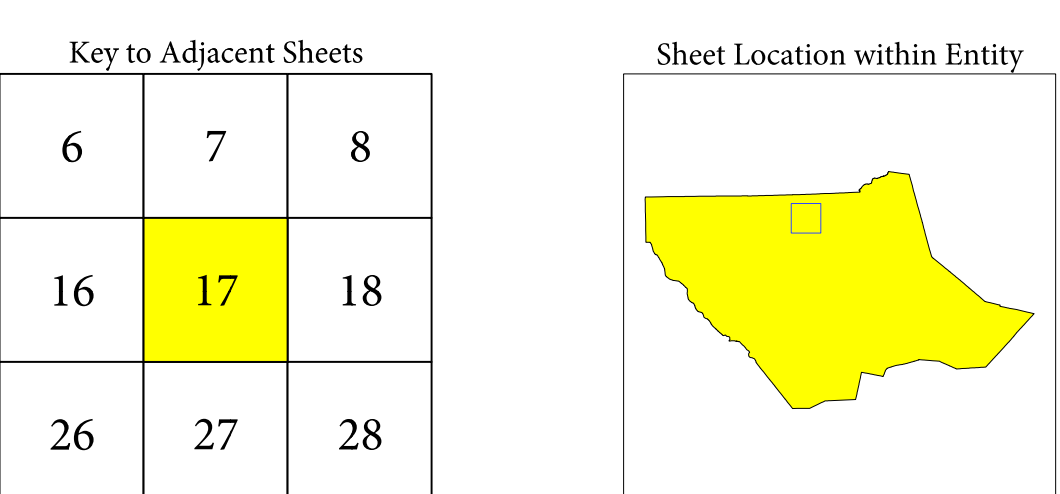 Key to Adjacent Sheets
Sheet Location within Entity
6 7 8
16 17 18
26 27 28